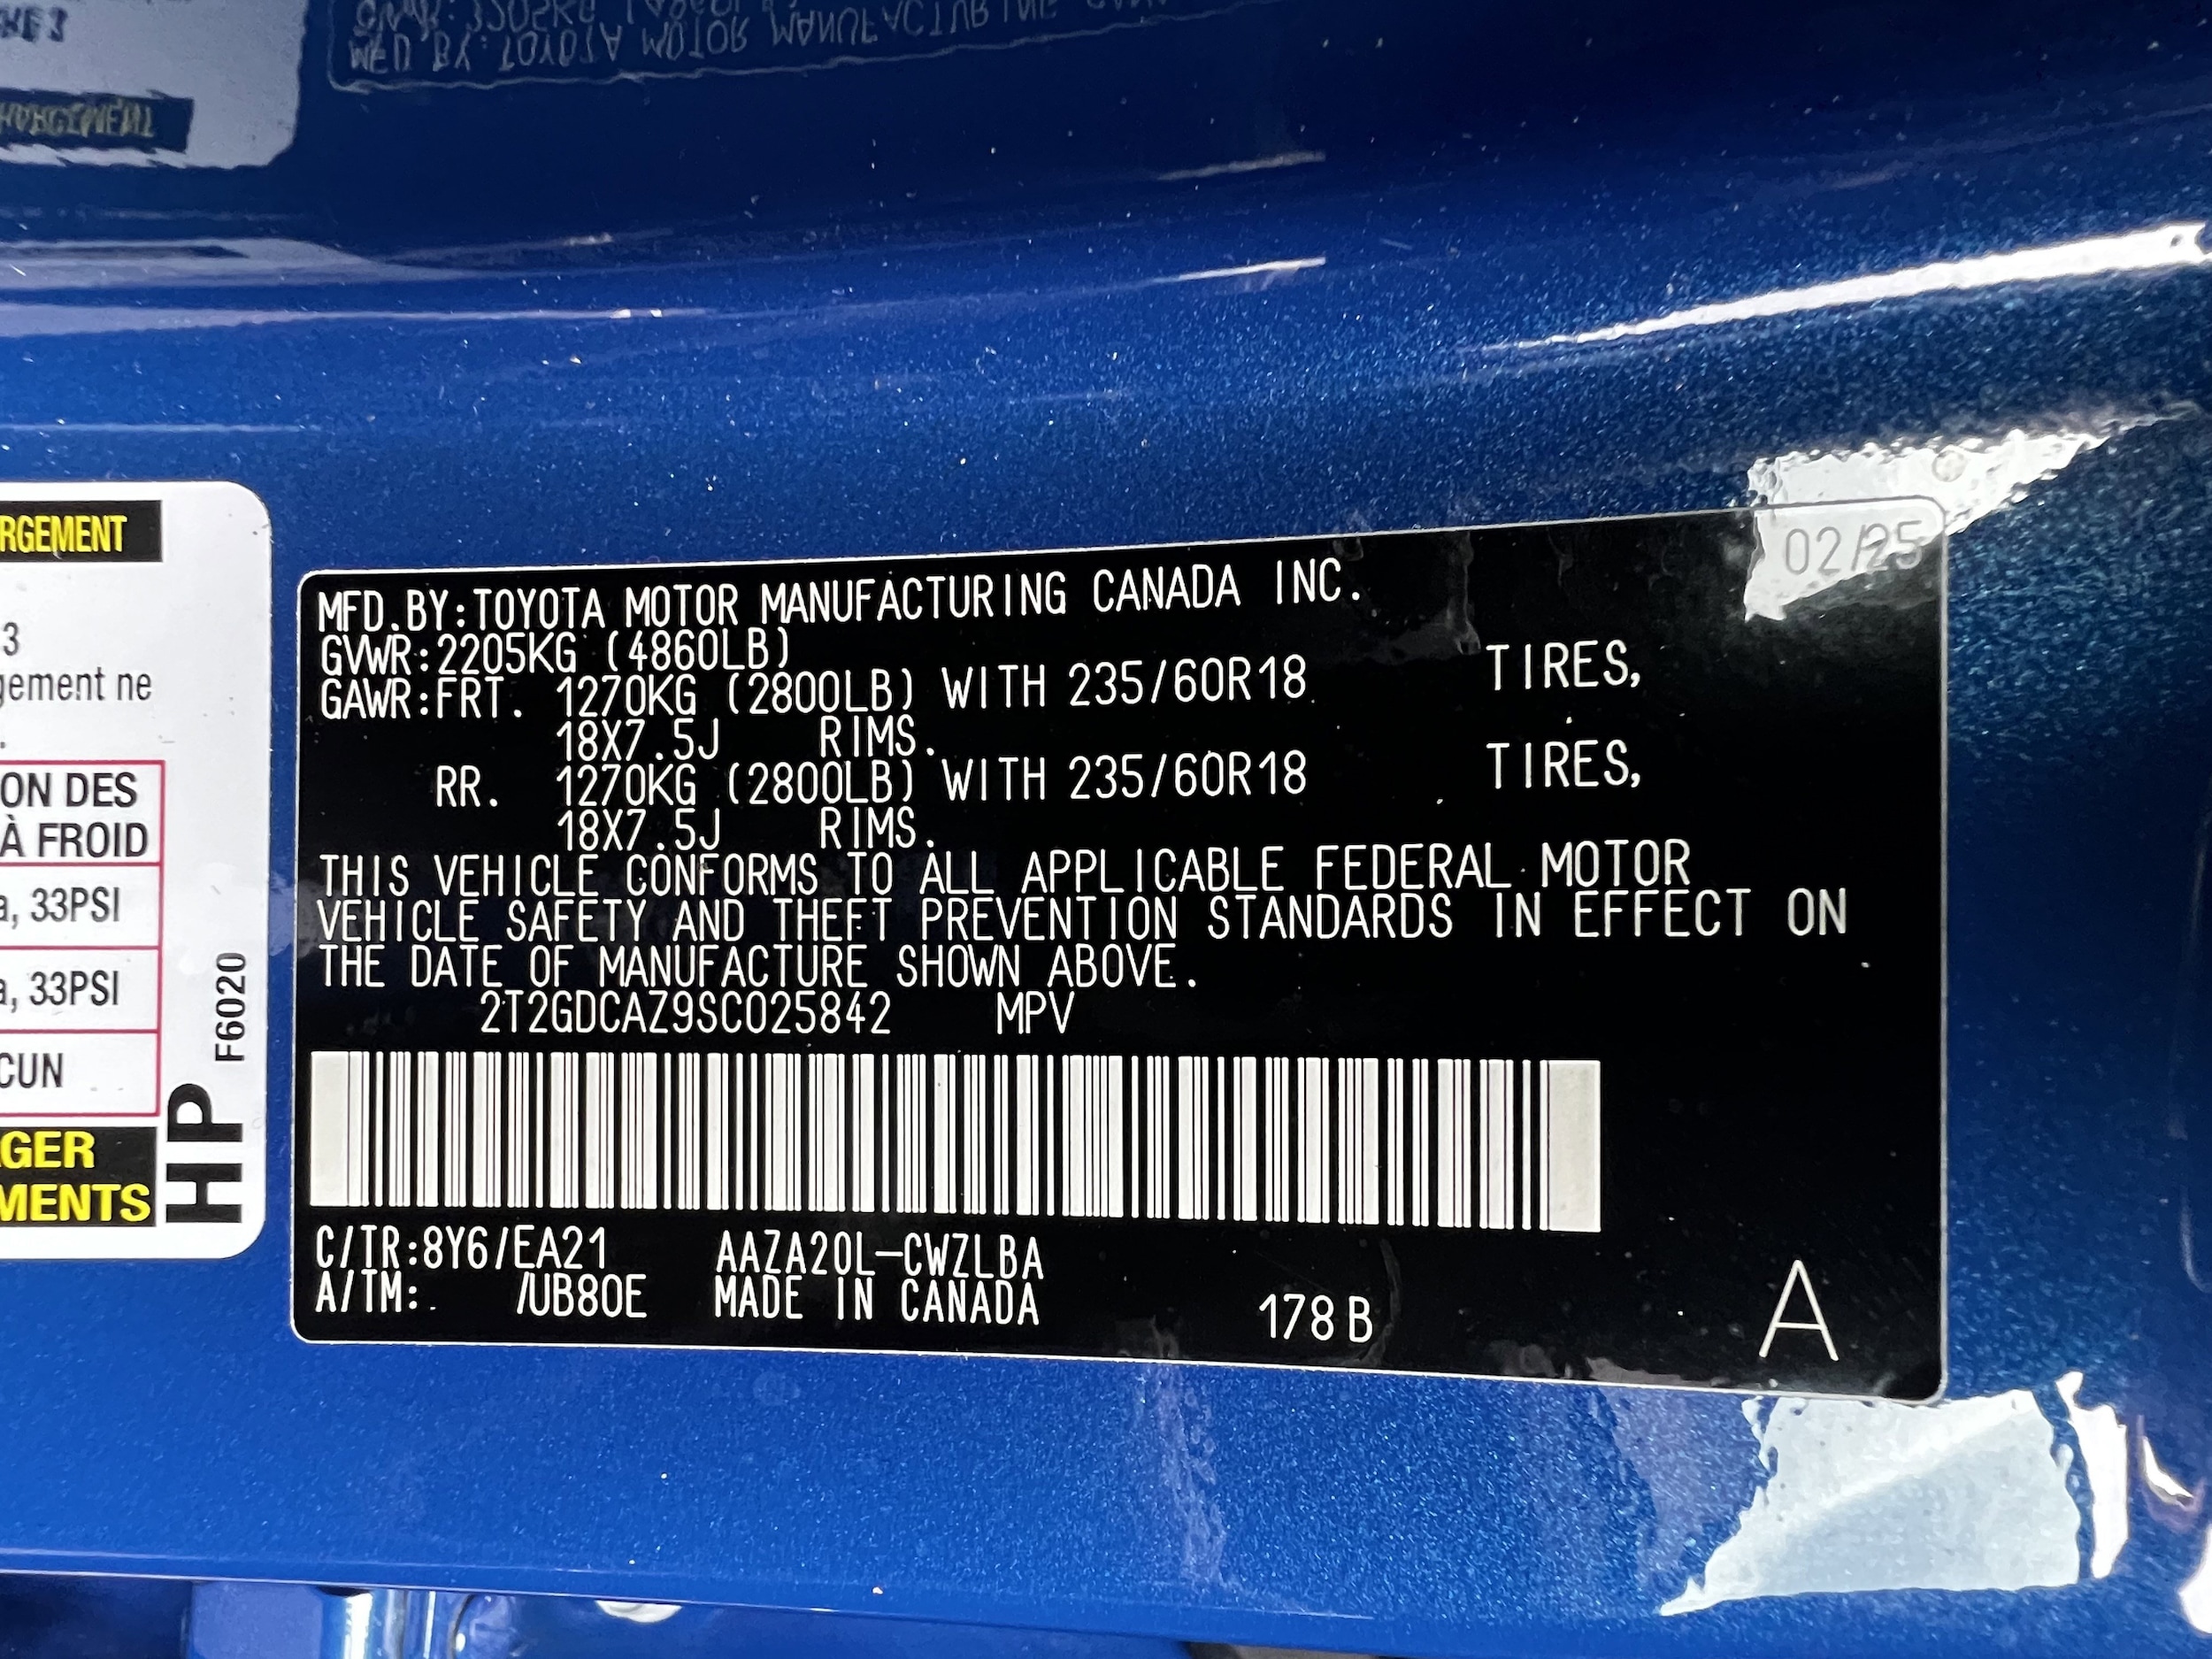 RGEMENT
3
gement ne
.
ON DES
À FROID
a, 33PSI
a, 33PSI
CUN
GER
MENTS
HP F6020
02/25
MFD.BY:TOYOTA MOTOR MANUFACTURING CANADA INC.
GVWR:2205KG (4860LB)
GAWR:FRT. 1270KG (2800LB) WITH 235/60R18 TIRES,
18X7.5J RIMS.
RR. 1270KG (2800LB) WITH 235/60R18 TIRES,
18X7.5J RIMS.
THIS VEHICLE CONFORMS TO ALL APPLICABLE FEDERAL MOTOR
VEHICLE SAFETY AND THEFT PREVENTION STANDARDS IN EFFECT ON
THE DATE OF MANUFACTURE SHOWN ABOVE.
2T2GDCAZ9SC025842 MPV
C/TR:8Y6/EA21 AAZA20L-CWZLBA
A/TM: /UB80E MADE IN CANADA 178 B A